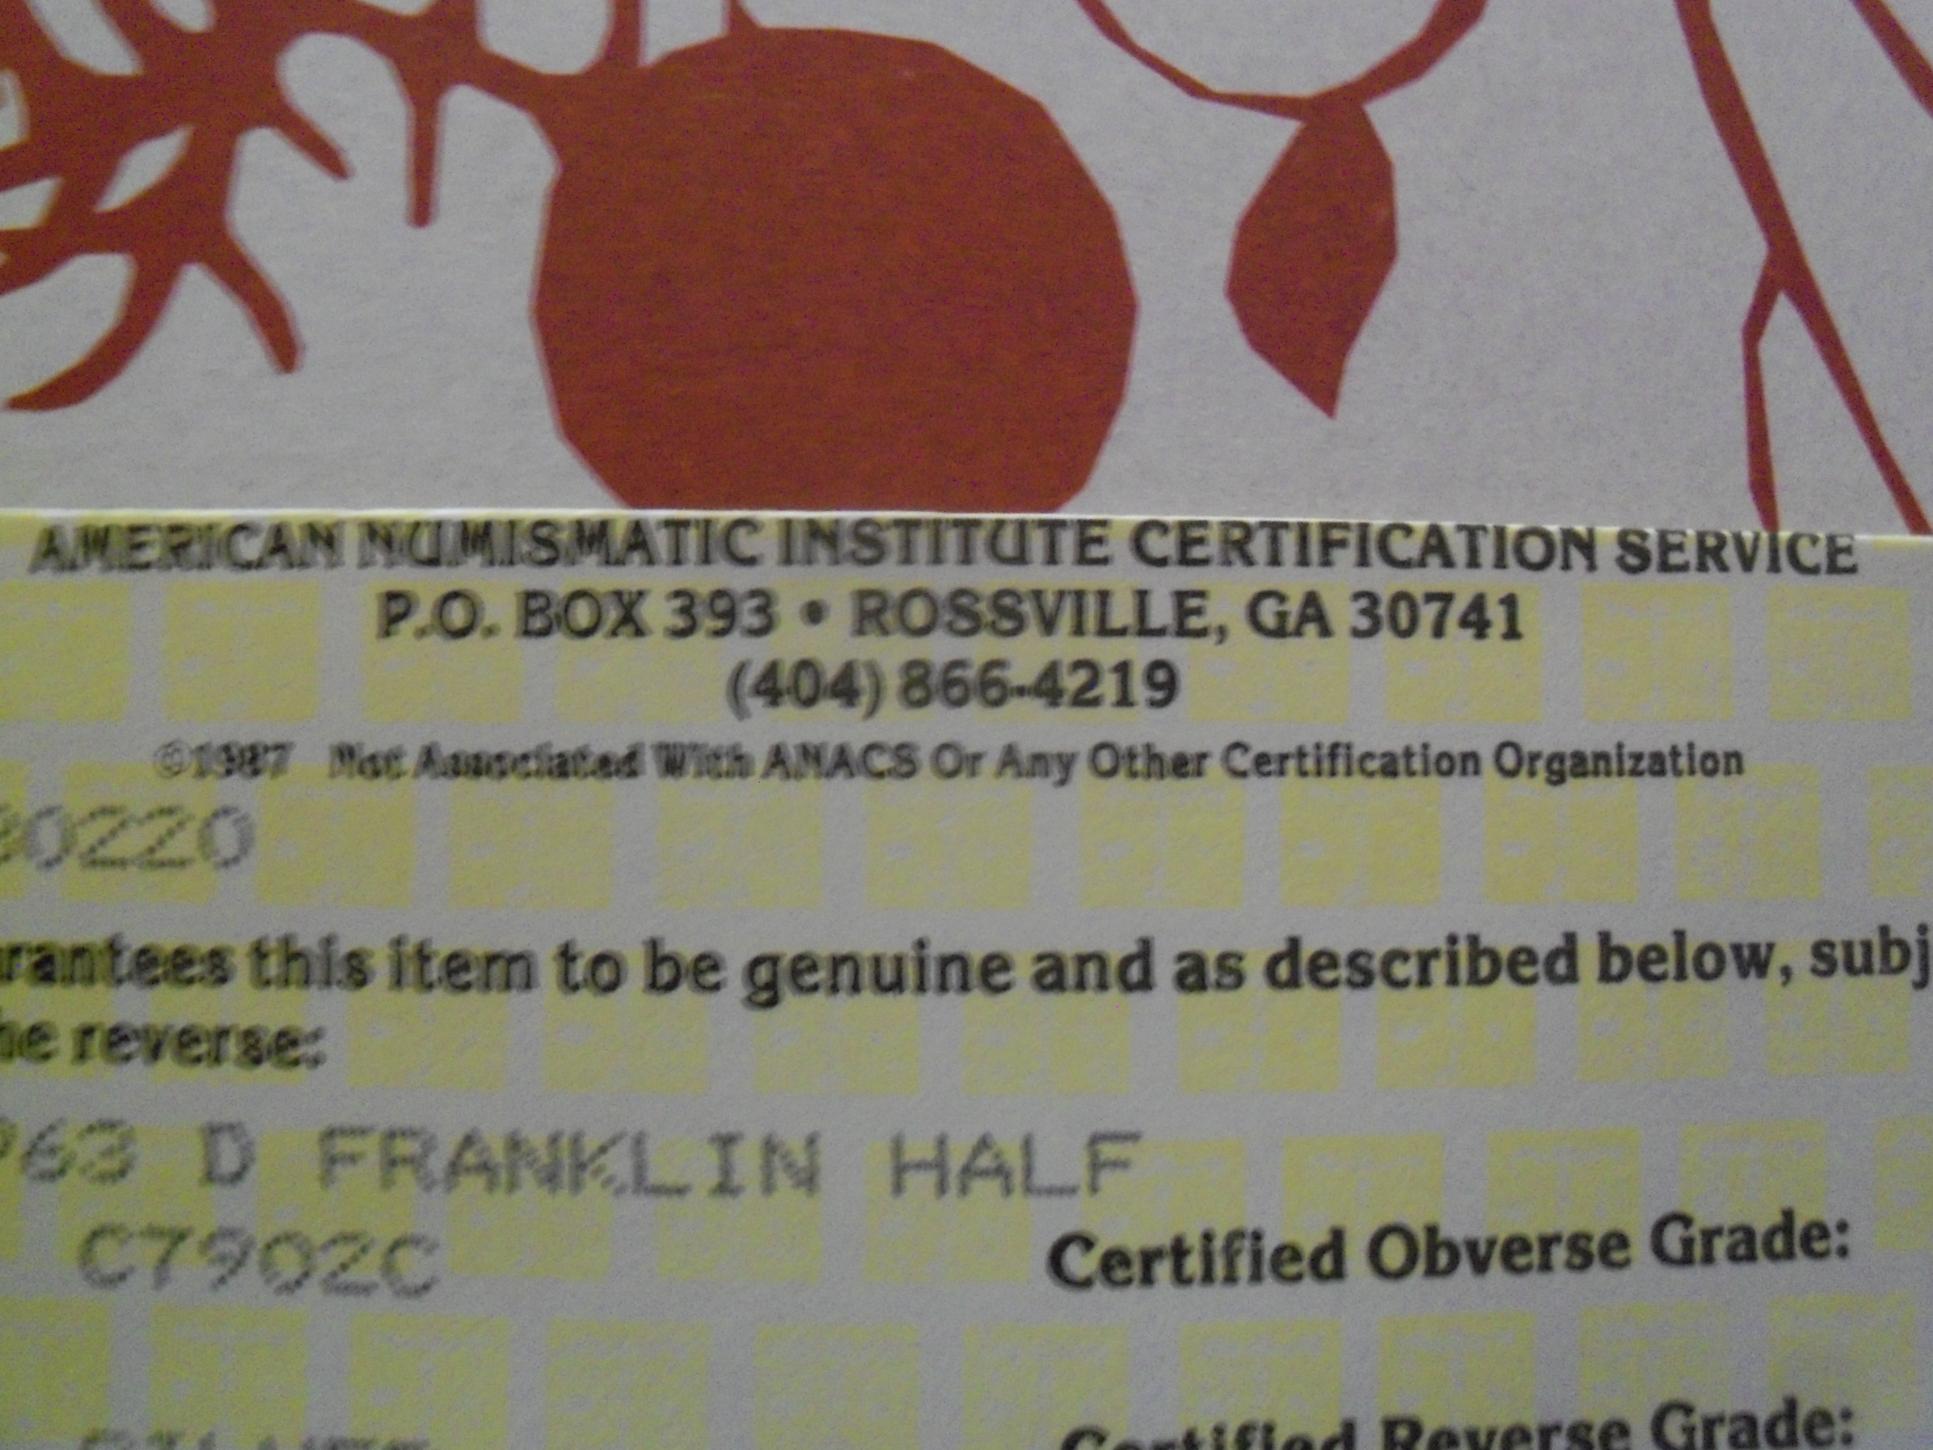 AMERICAN NUMISMATIC INSTITUTE CERTIFICATION SERVICE
P.O. BOX 393 • ROSSVILLE, GA 30741
(404) 866-4219
©1987 Not Associated With ANACS Or Any Other Certification Organization
0220
rantees this item to be genuine and as described below, subj
he reverse:
963 D FRANKLIN HALF
C7902C
Certified Obverse Grade:
Certified Reverse Grade: